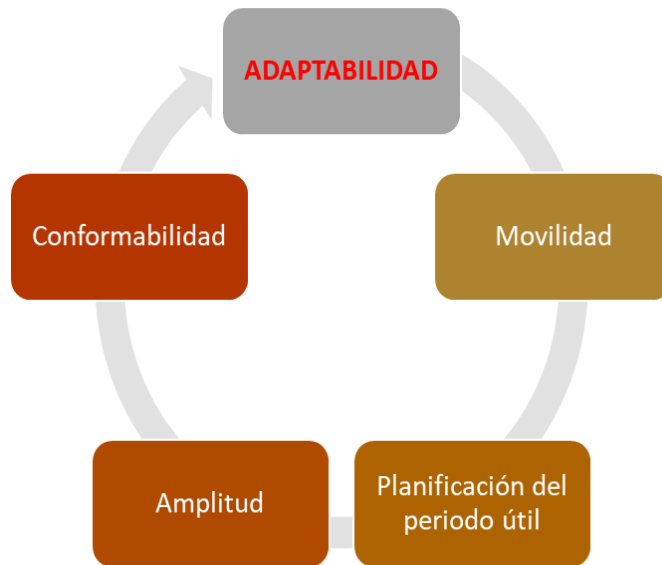 ADAPTABILIDAD
Movilidad
Planificación del
periodo útil
Amplitud
Conformabilidad